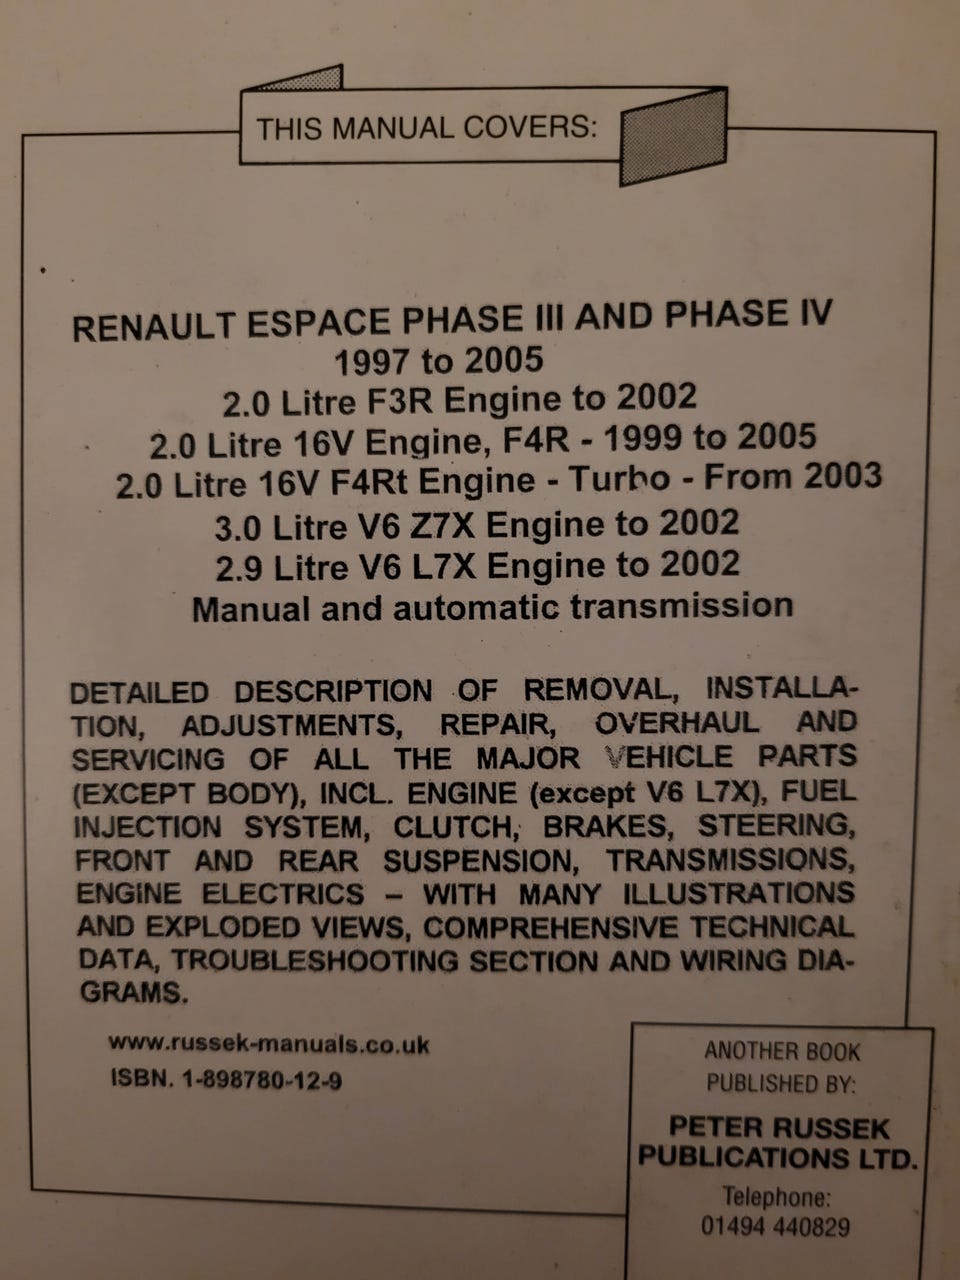 THIS MANUAL COVERS:
RENAULT ESPACE PHASE III AND PHASE IV
1997 to 2005
2.0 Litre F3R Engine to 2002
2.0 Litre 16V Engine, F4R - 1999 to 2005
2.0 Litre 16V F4Rt Engine - Turbo - From 2003
3.0 Litre V6 Z7X Engine to 2002
2.9 Litre V6 L7X Engine to 2002
Manual and automatic transmission
DETAILED DESCRIPTION OF REMOVAL, INSTALLA-
TION, ADJUSTMENTS, REPAIR, OVERHAUL AND
SERVICING OF ALL THE MAJOR VEHICLE PARTS
(EXCEPT BODY), INCL. ENGINE (except V6 L7X), FUEL
INJECTION SYSTEM, CLUTCH, BRAKES, STEERING,
FRONT AND REAR SUSPENSION, TRANSMISSIONS,
ENGINE ELECTRICS – WITH MANY ILLUSTRATIONS
AND EXPLODED VIEWS, COMPREHENSIVE TECHNICAL
DATA, TROUBLESHOOTING SECTION AND WIRING DIA-
GRAMS.
www.russek-manuals.co.uk
ISBN. 1-898780-12-9
ANOTHER BOOK
PUBLISHED BY:
PETER RUSSEK
PUBLICATIONS LTD.
Telephone:
01494 440829